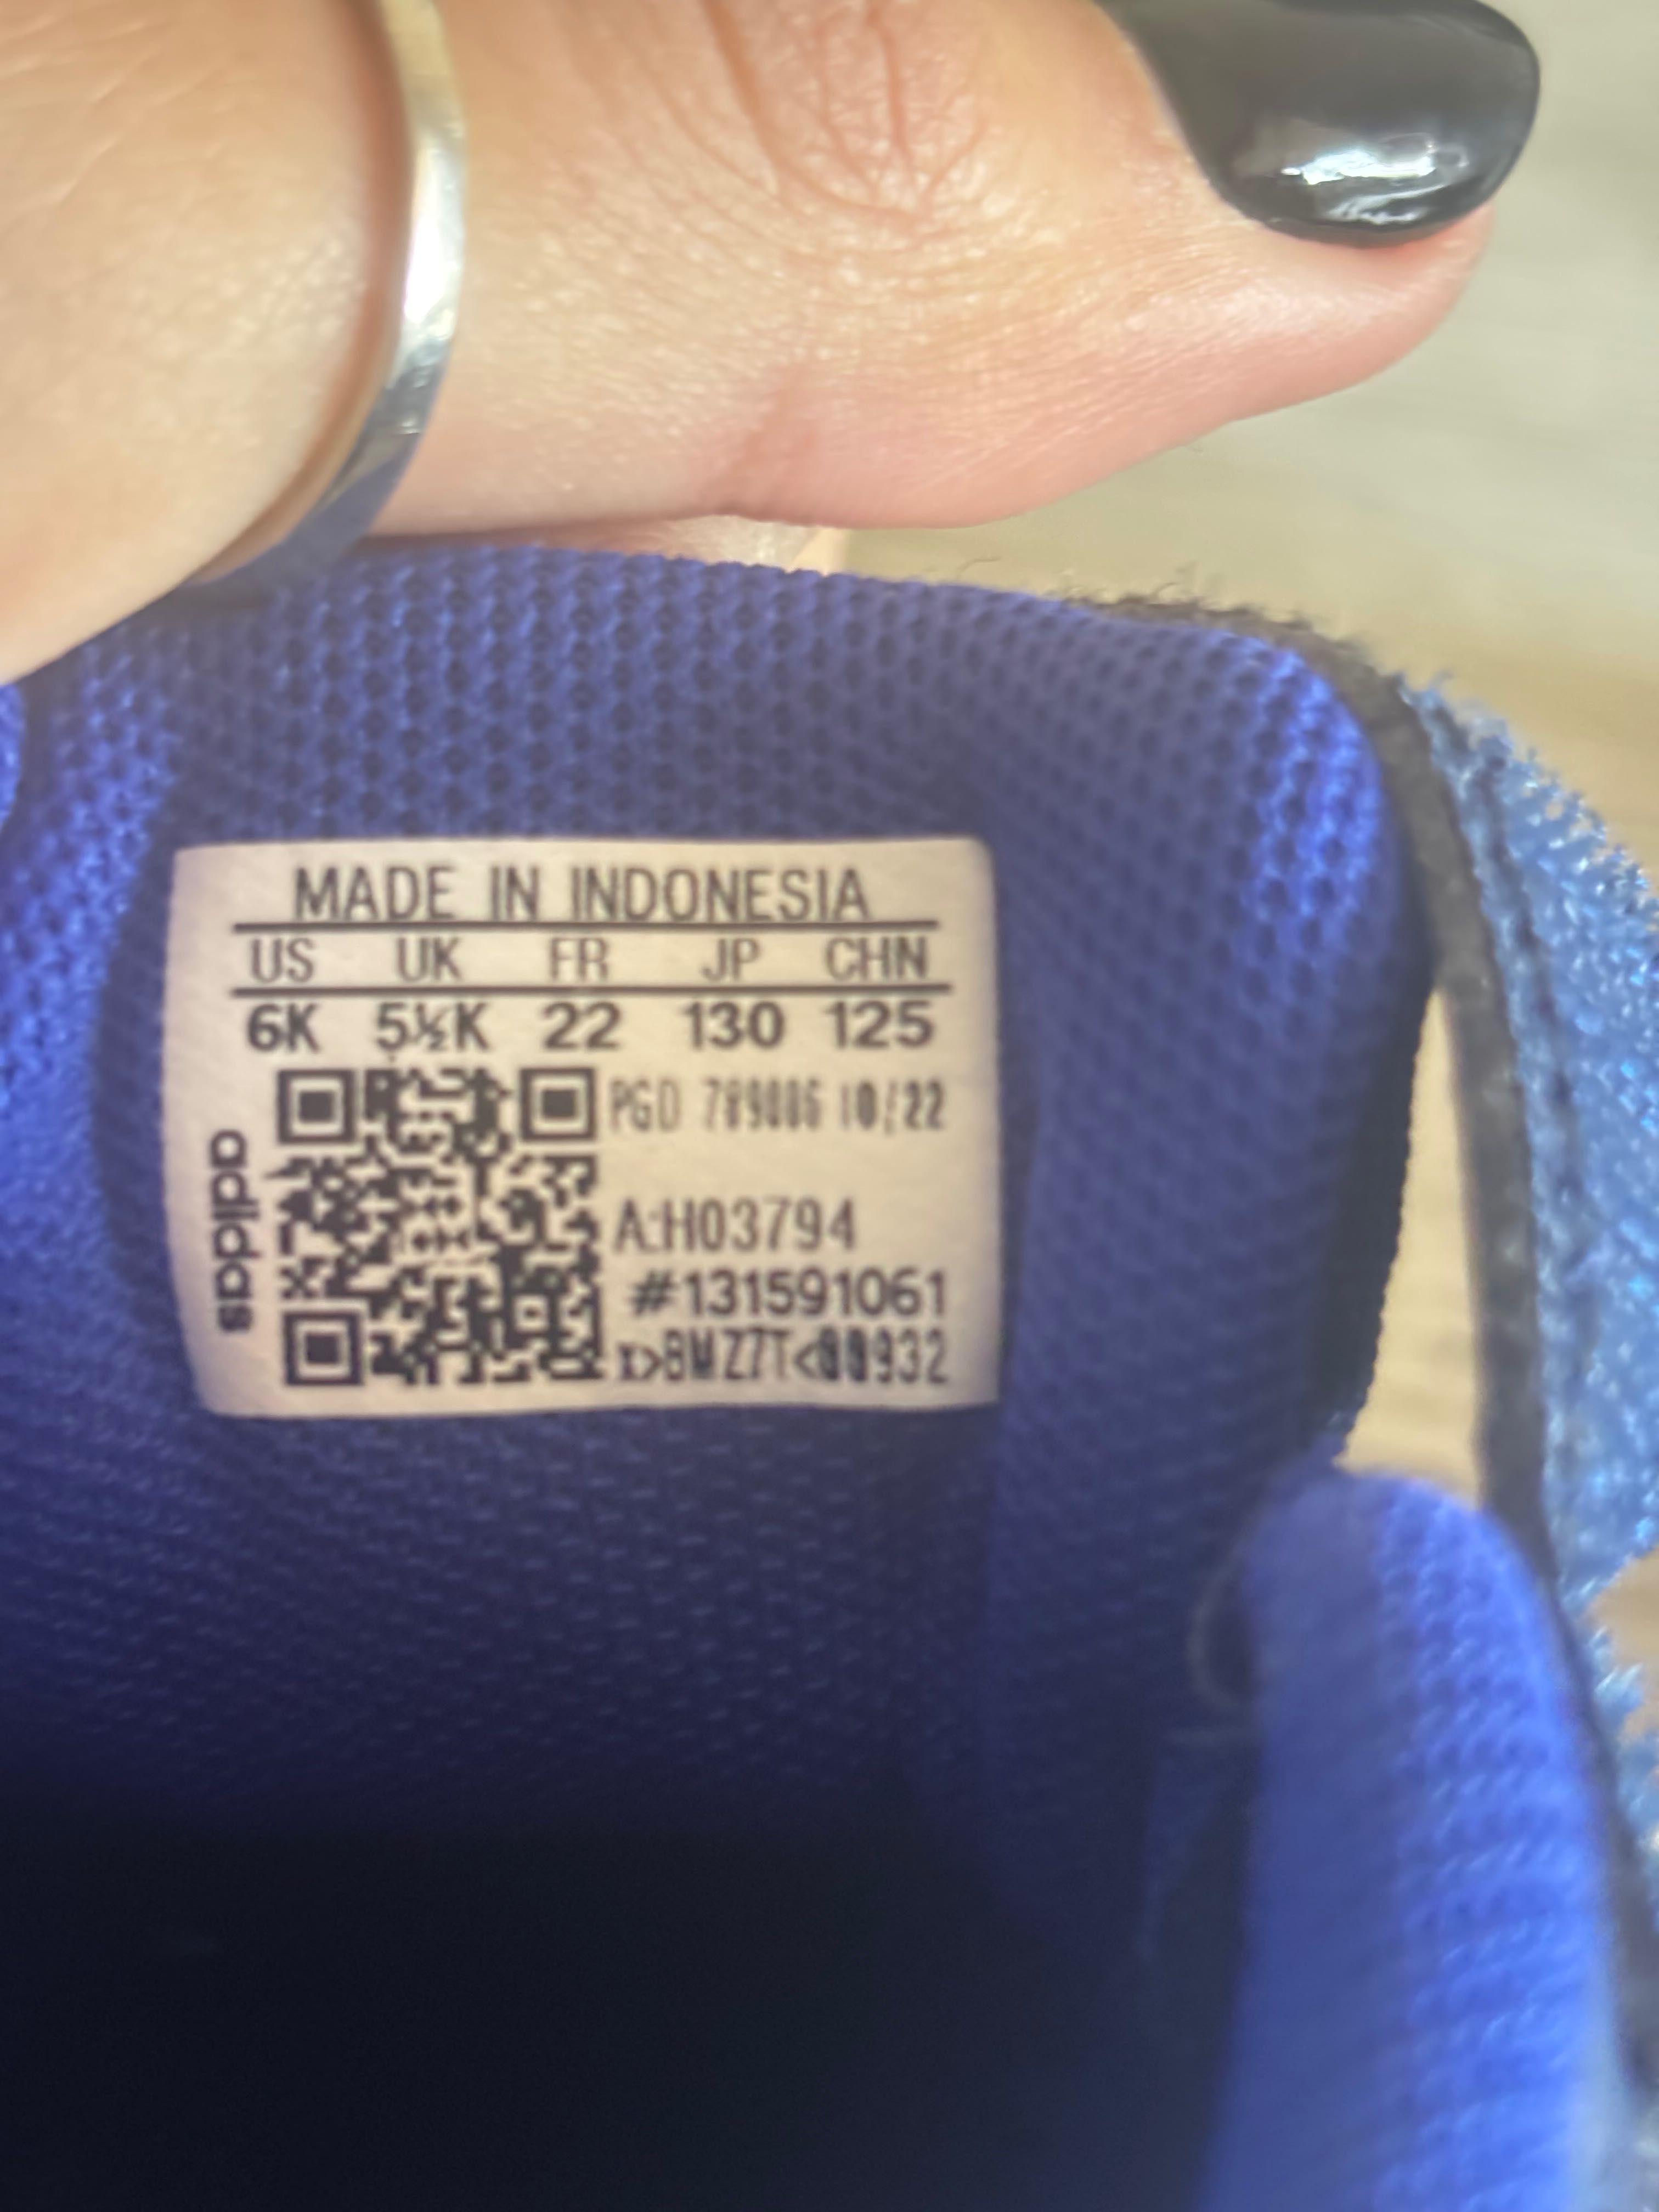 MADE IN INDONESIA
US UK FR JP CHN
6K 5½K 22 130 125
PGD 789006 10/22
adidas
A:H03794
#131591061